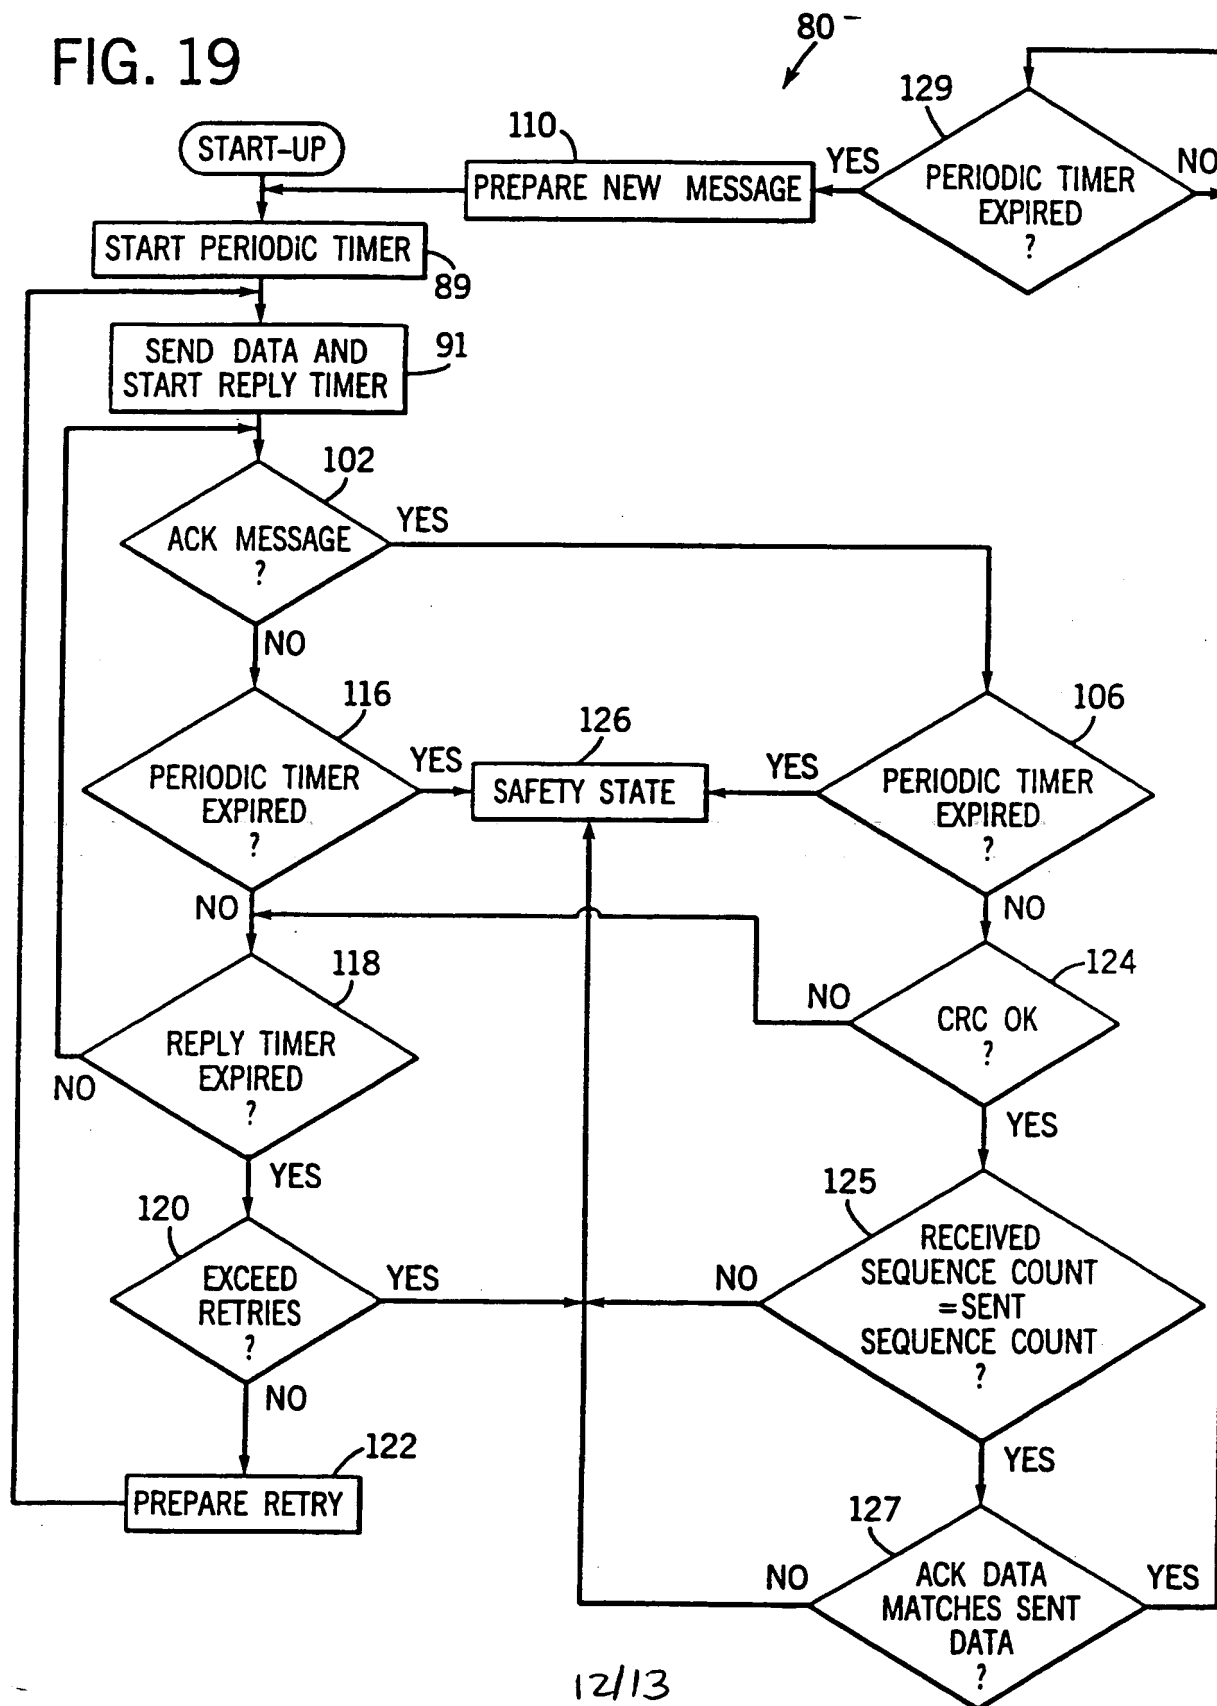 FIG. 19
80
129
110
START-UP
YES
NO
PREPARE NEW MESSAGE
PERIODIC TIMER
EXPIRED
?
START PERIODIC TIMER
89
SEND DATA AND
START REPLY TIMER
91
102
ACK MESSAGE
?
YES
NO
116
PERIODIC TIMER
EXPIRED
?
YES
126
SAFETY STATE
YES
106
PERIODIC TIMER
EXPIRED
?
NO
NO
118
REPLY TIMER
EXPIRED
?
NO
YES
NO
124
CRC OK
?
YES
120
EXCEED
RETRIES
?
YES
NO
125
RECEIVED
SEQUENCE COUNT
=SENT
SEQUENCE COUNT
?
NO
YES
122
PREPARE RETRY
127
ACK DATA
MATCHES SENT
DATA
?
NO
YES
12/13